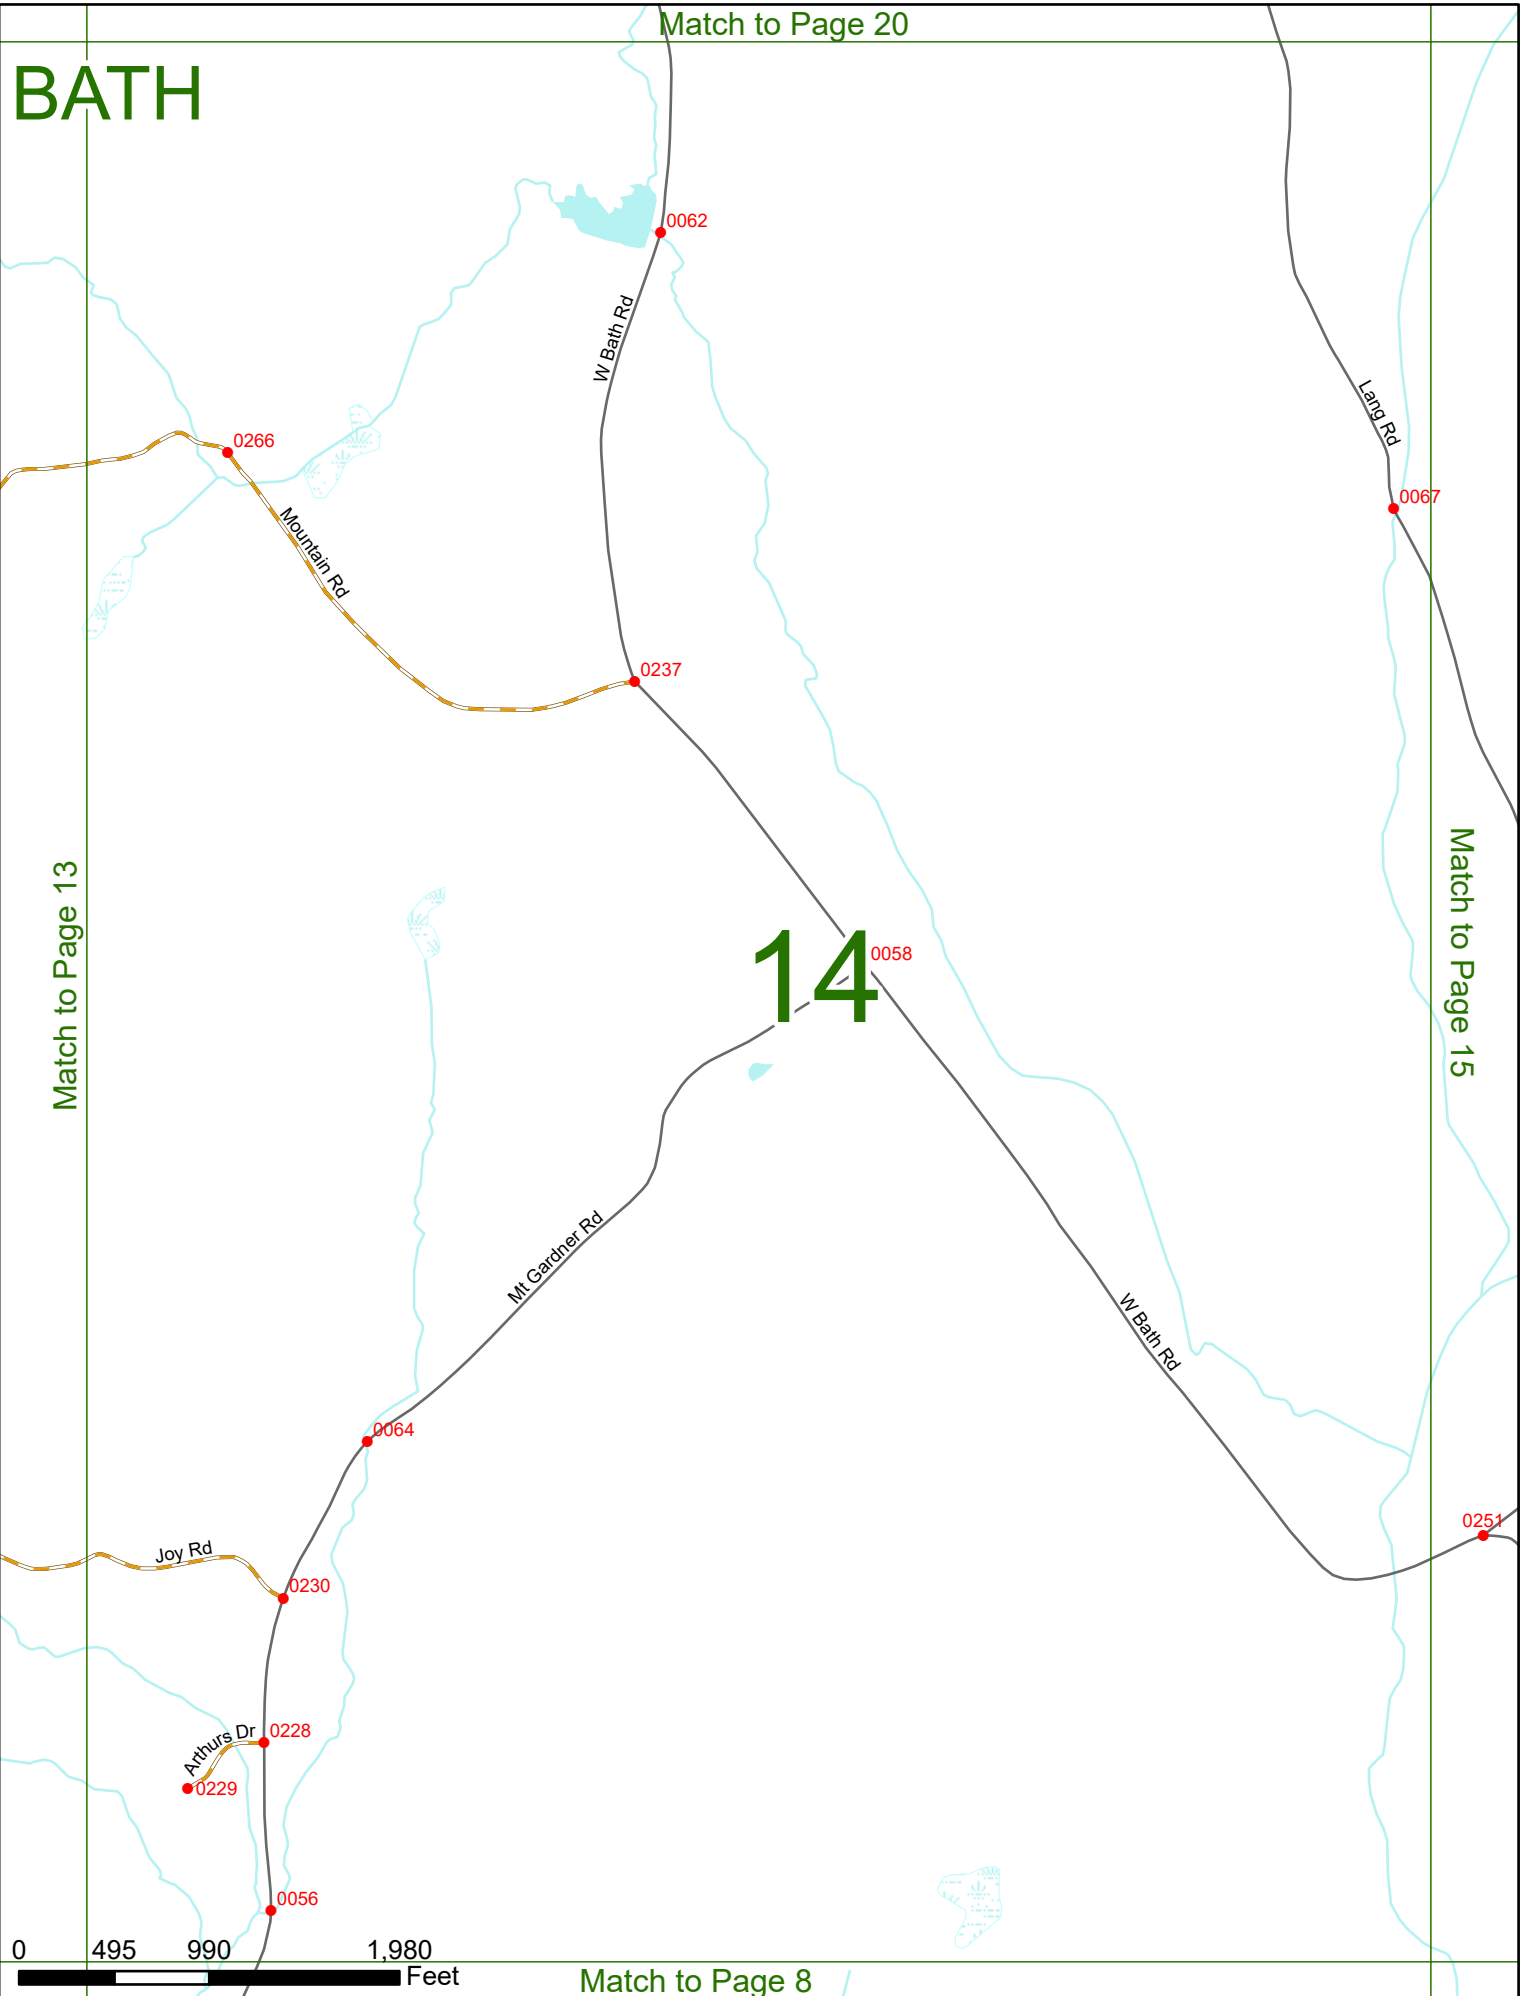 Match to Page 20
BATH
0062
W Bath Rd
Lang Rd
0266
0067
Mountain Rd
0237
Match to Page 13
Match to Page 15
14
0058
Mt Gardner Rd
W Bath Rd
0064
0251
Joy Rd
0230
0228
Arthurs Dr
0229
0056
0 495 990 1,980
Feet
Match to Page 8